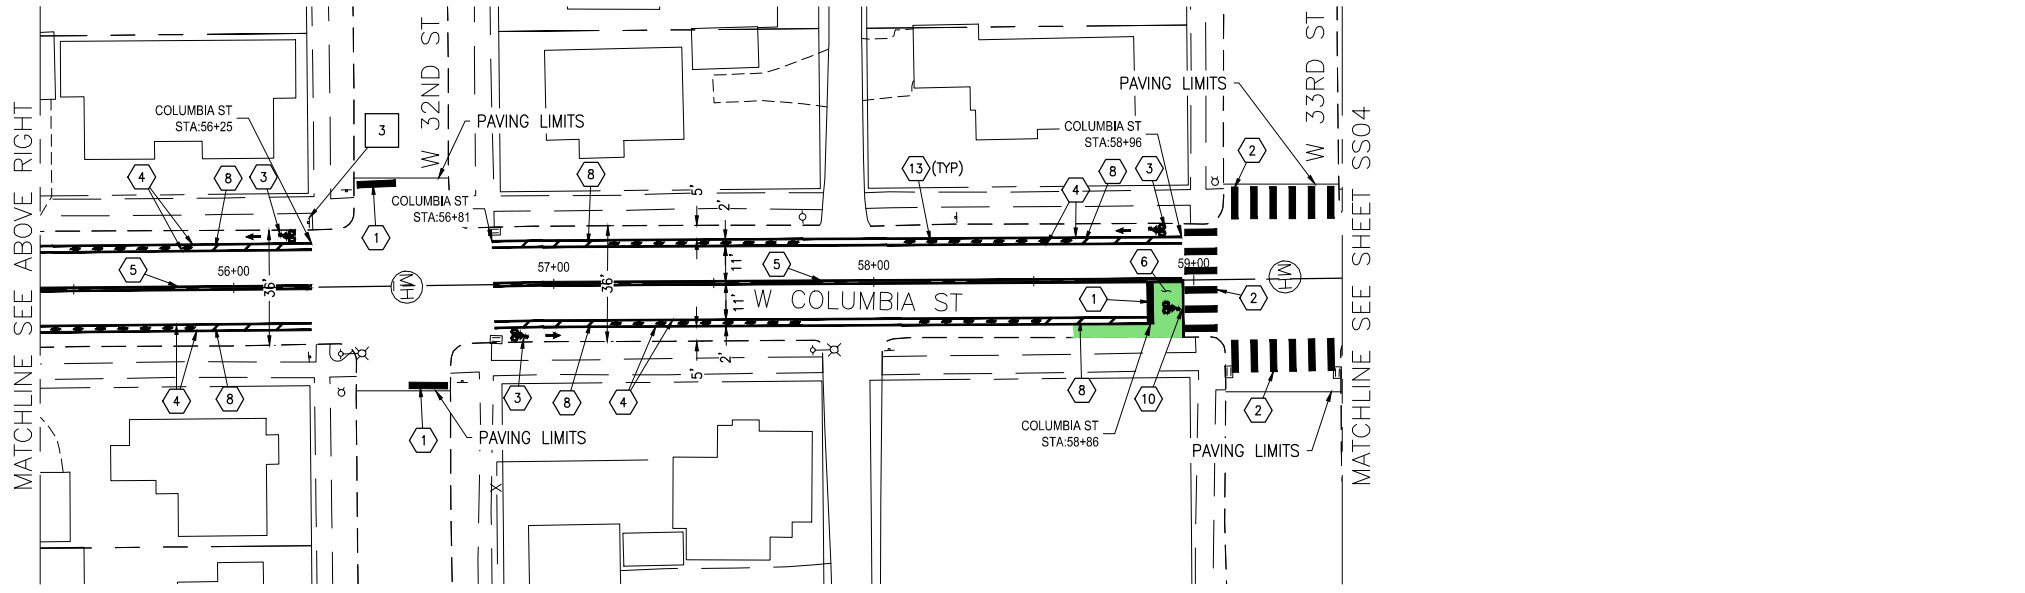 MATCHLINE SEE ABOVE RIGHT
W 32ND ST
W 33RD ST
MATCHLINE SEE SHEET SS04
COLUMBIA ST
STA:56+25
3
PAVING LIMITS
PAVING LIMITS
COLUMBIA ST
STA:58+96
4
8
3
8
13 (TYP)
4
8
3
2
COLUMBIA ST
STA:56+81
1
5'
2'
5
56+00
36'
MH
57+00
36'
11'
5
58+00
6
59+00
MH
11'
W COLUMBIA ST
1
2
5'
2'
4
8
3
8
4
8
10
2
1
PAVING LIMITS
COLUMBIA ST
STA:58+86
PAVING LIMITS